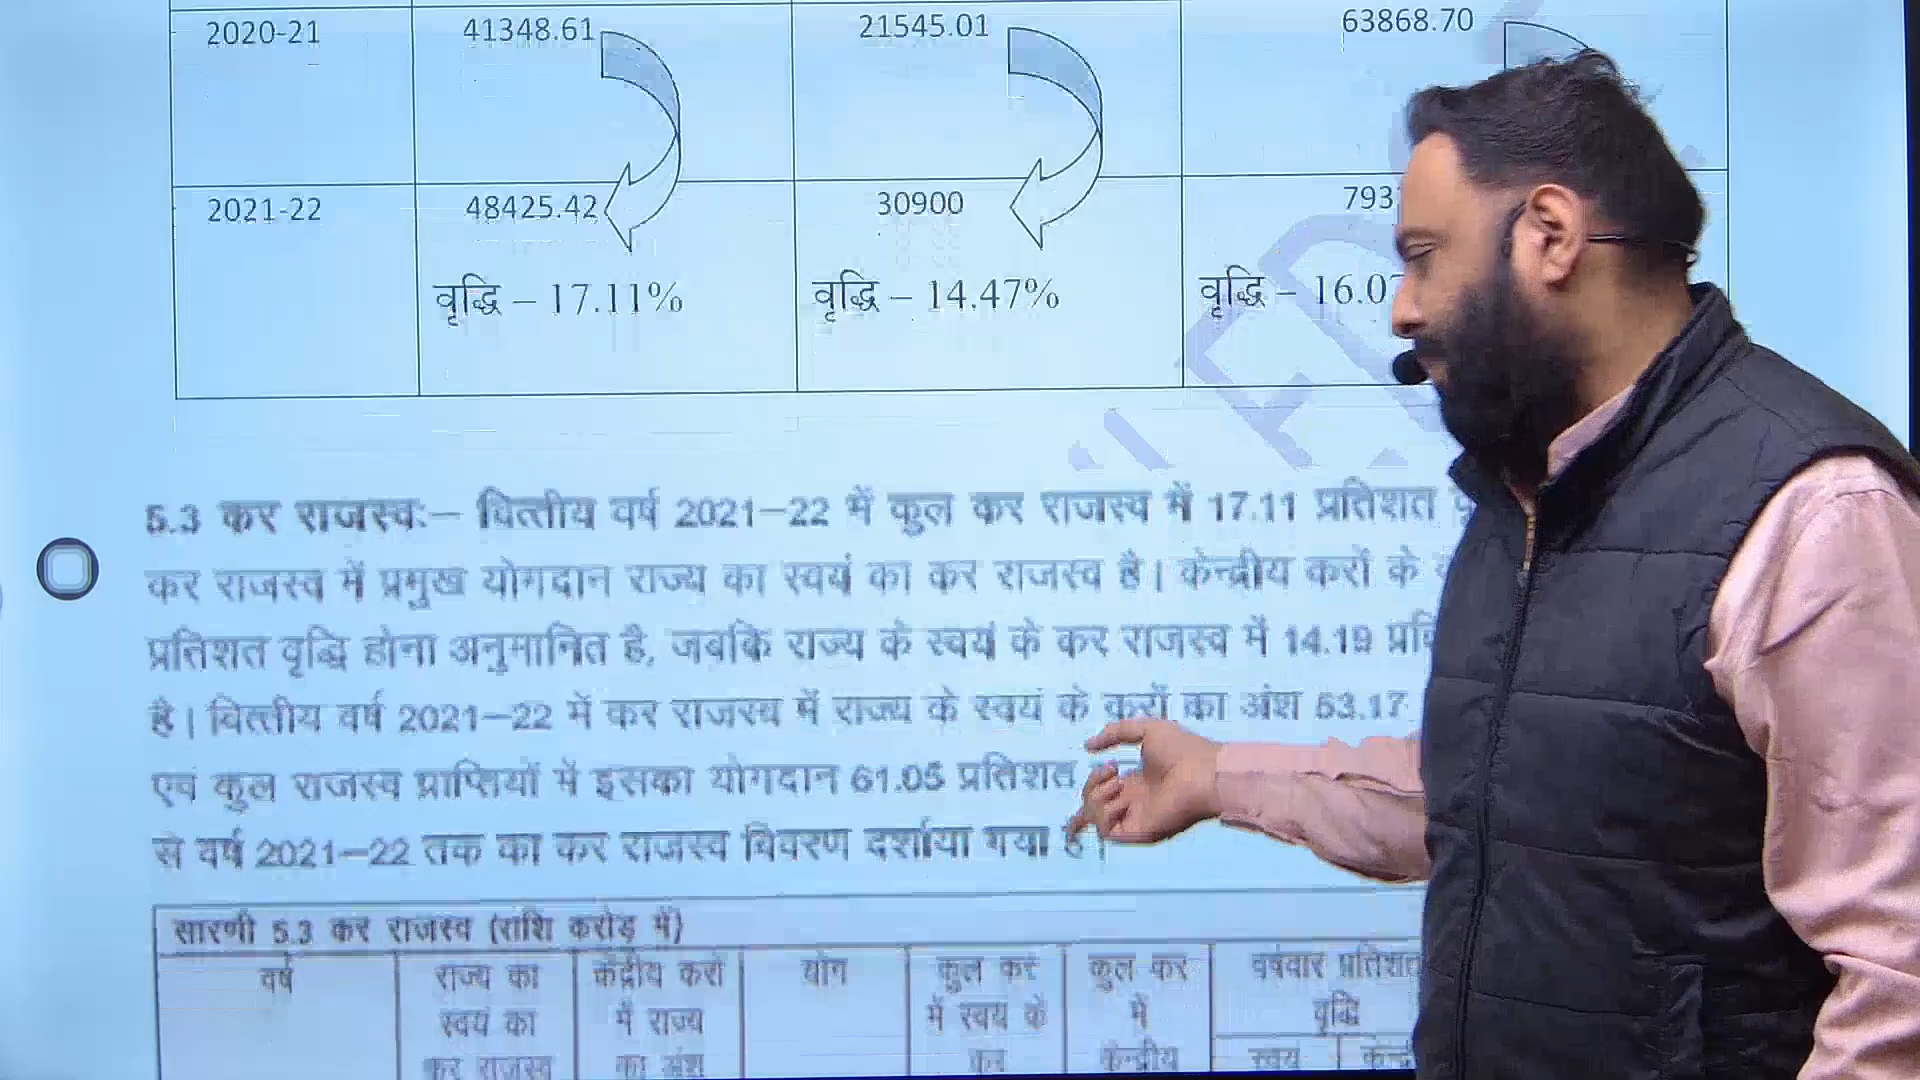 2020-21 41348.61 21545.01 63868.70
2021-22 48425.42 30900 793
वृद्धि – 17.11% वृद्धि – 14.47% वृद्धि – 16.07
5.3 कर राजस्वः– वित्तीय वर्ष 2021–22 में कुल कर राजस्व में 17.11 प्रतिशत
कर राजस्व में प्रमुख योगदान राज्य का स्वयं का कर राजस्व है। केन्द्रीय करों के
प्रतिशत वृद्धि होना अनुमानित है, जबकि राज्य के स्वयं के कर राजस्व में 14.19
है। वित्तीय वर्ष 2021–22 में कर राजस्व में राज्य के स्वयं के करों का अंश 53.17
एवं कुल राजस्व प्राप्तियों में इसका योगदान 61.05 प्रतिशत
से वर्ष 2021–22 तक का कर राजस्व विवरण दर्शाया गया है।
सारणी 5.3 कर राजस्व (राशि करोड़ में)
वर्ष राज्य का केंद्रीय करों योग कुल कर कुल कर वर्षवार प्रतिशत
स्वयं का में राज्य में स्वयं के में वृद्धि
कर राजस्व का अंश कर केन्द्रीय स्वयं